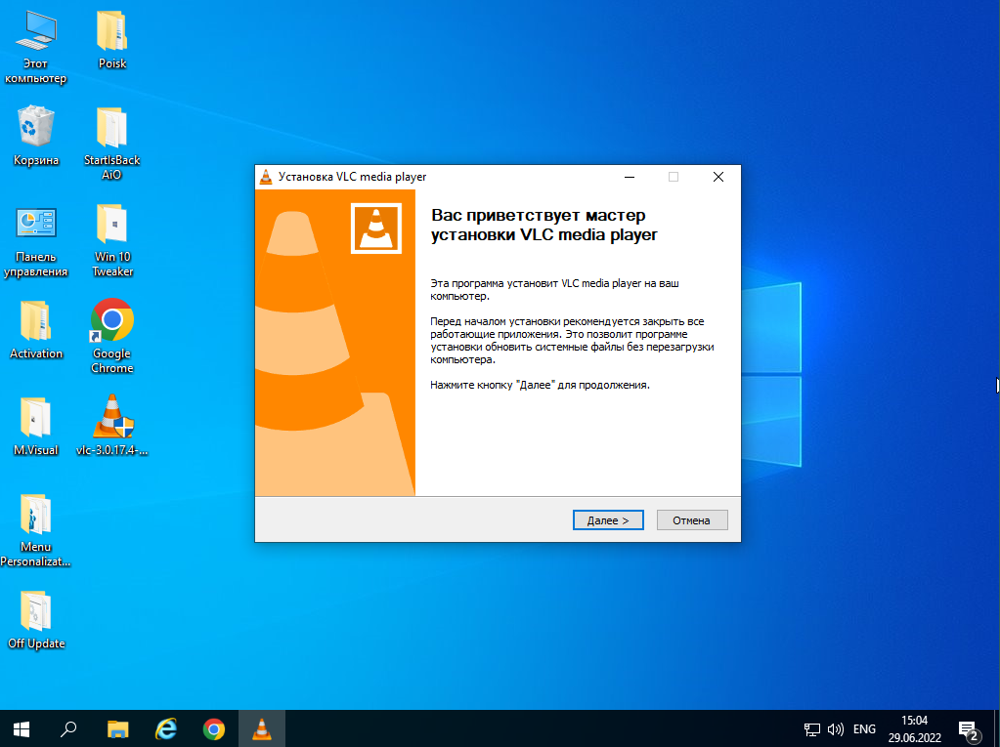 Этот
компьютер
Poisk
Корзина
StartIsBack
AiO
Панель
управления
Win 10
Tweaker
Activation
Google
Chrome
M.Visual
vlc-3.0.17.4-...
Menu
Personalizat...
Off Update
Установка VLC media player
Вас приветствует мастер
установки VLC media player
Эта программа установит VLC media player на ваш
компьютер.
Перед началом установки рекомендуется закрыть все
работающие приложения. Это позволит программе
установки обновить системные файлы без перезагрузки
компьютера.
Нажмите кнопку "Далее" для продолжения.
Далее >
Отмена
ENG
15:04
29.06.2022
2